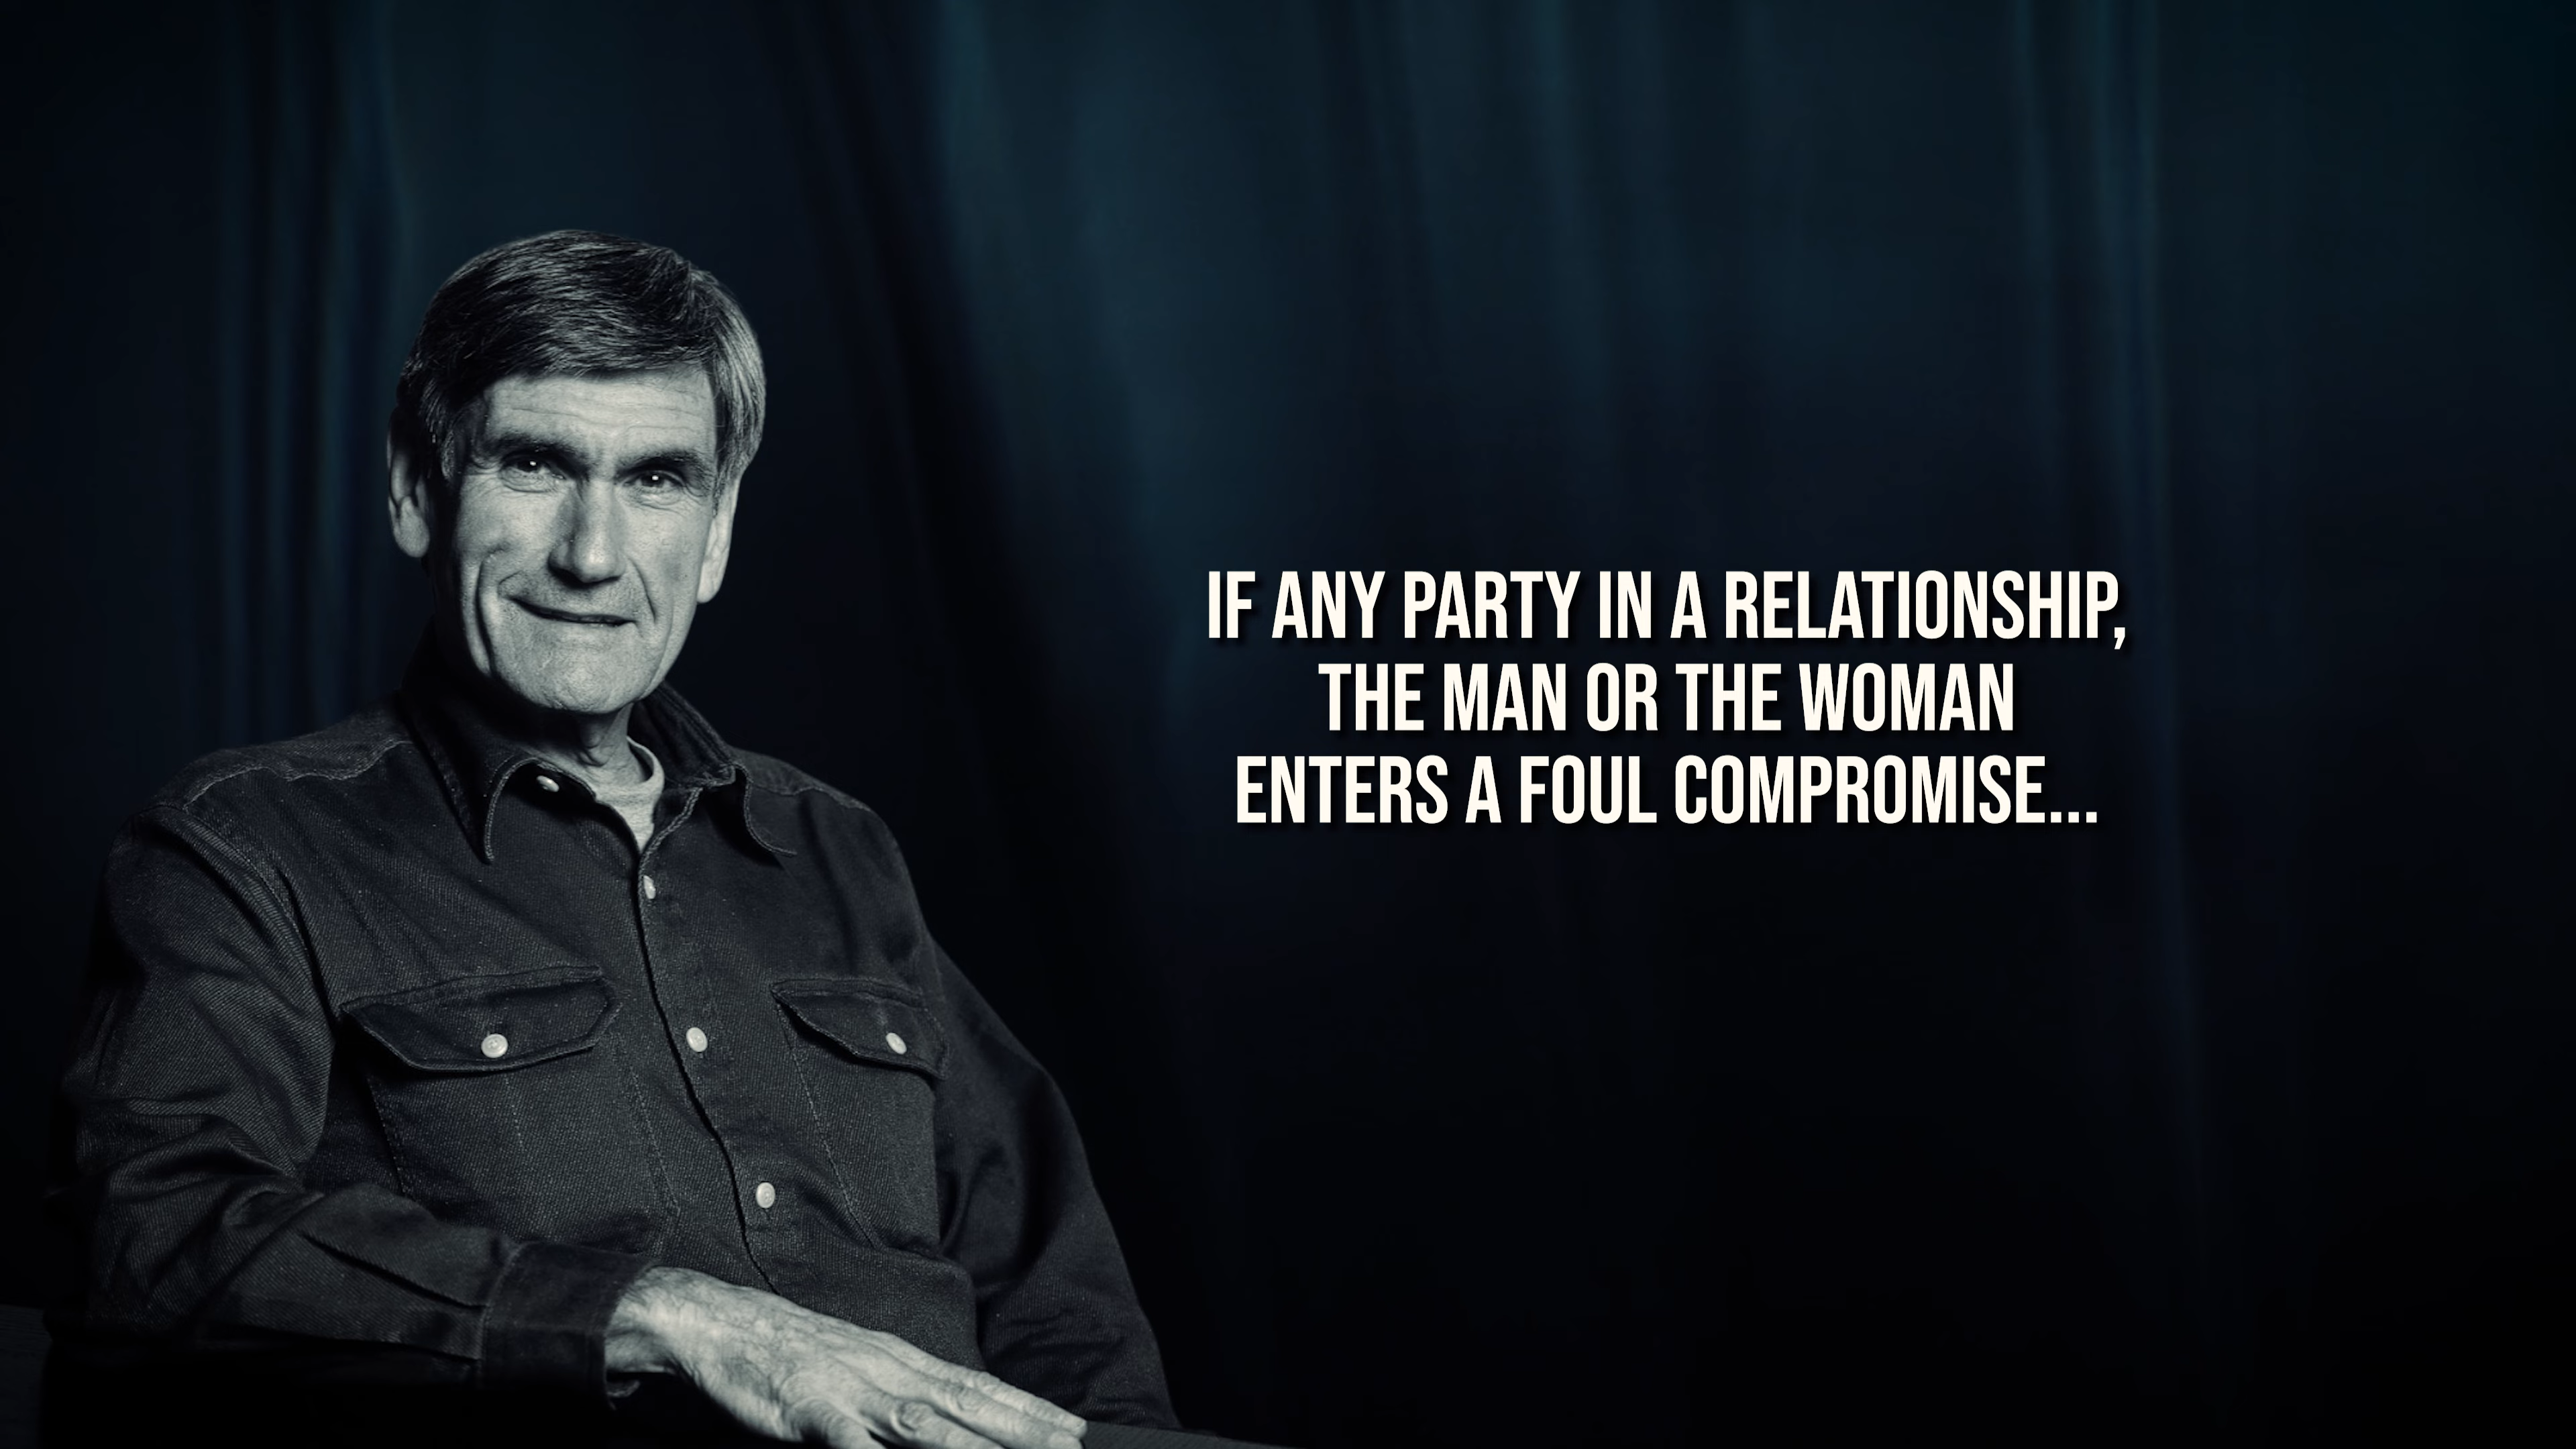 IF ANY PARTY IN A RELATIONSHIP,
THE MAN OR THE WOMAN
ENTERS A FOUL COMPROMISE...